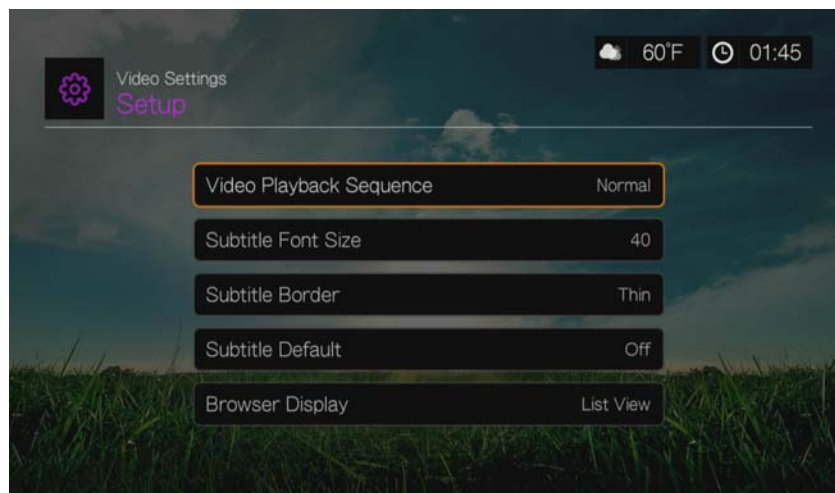 60°F 01:45
Video Settings
Setup
Video Playback Sequence Normal
Subtitle Font Size 40
Subtitle Border Thin
Subtitle Default Off
Browser Display List View